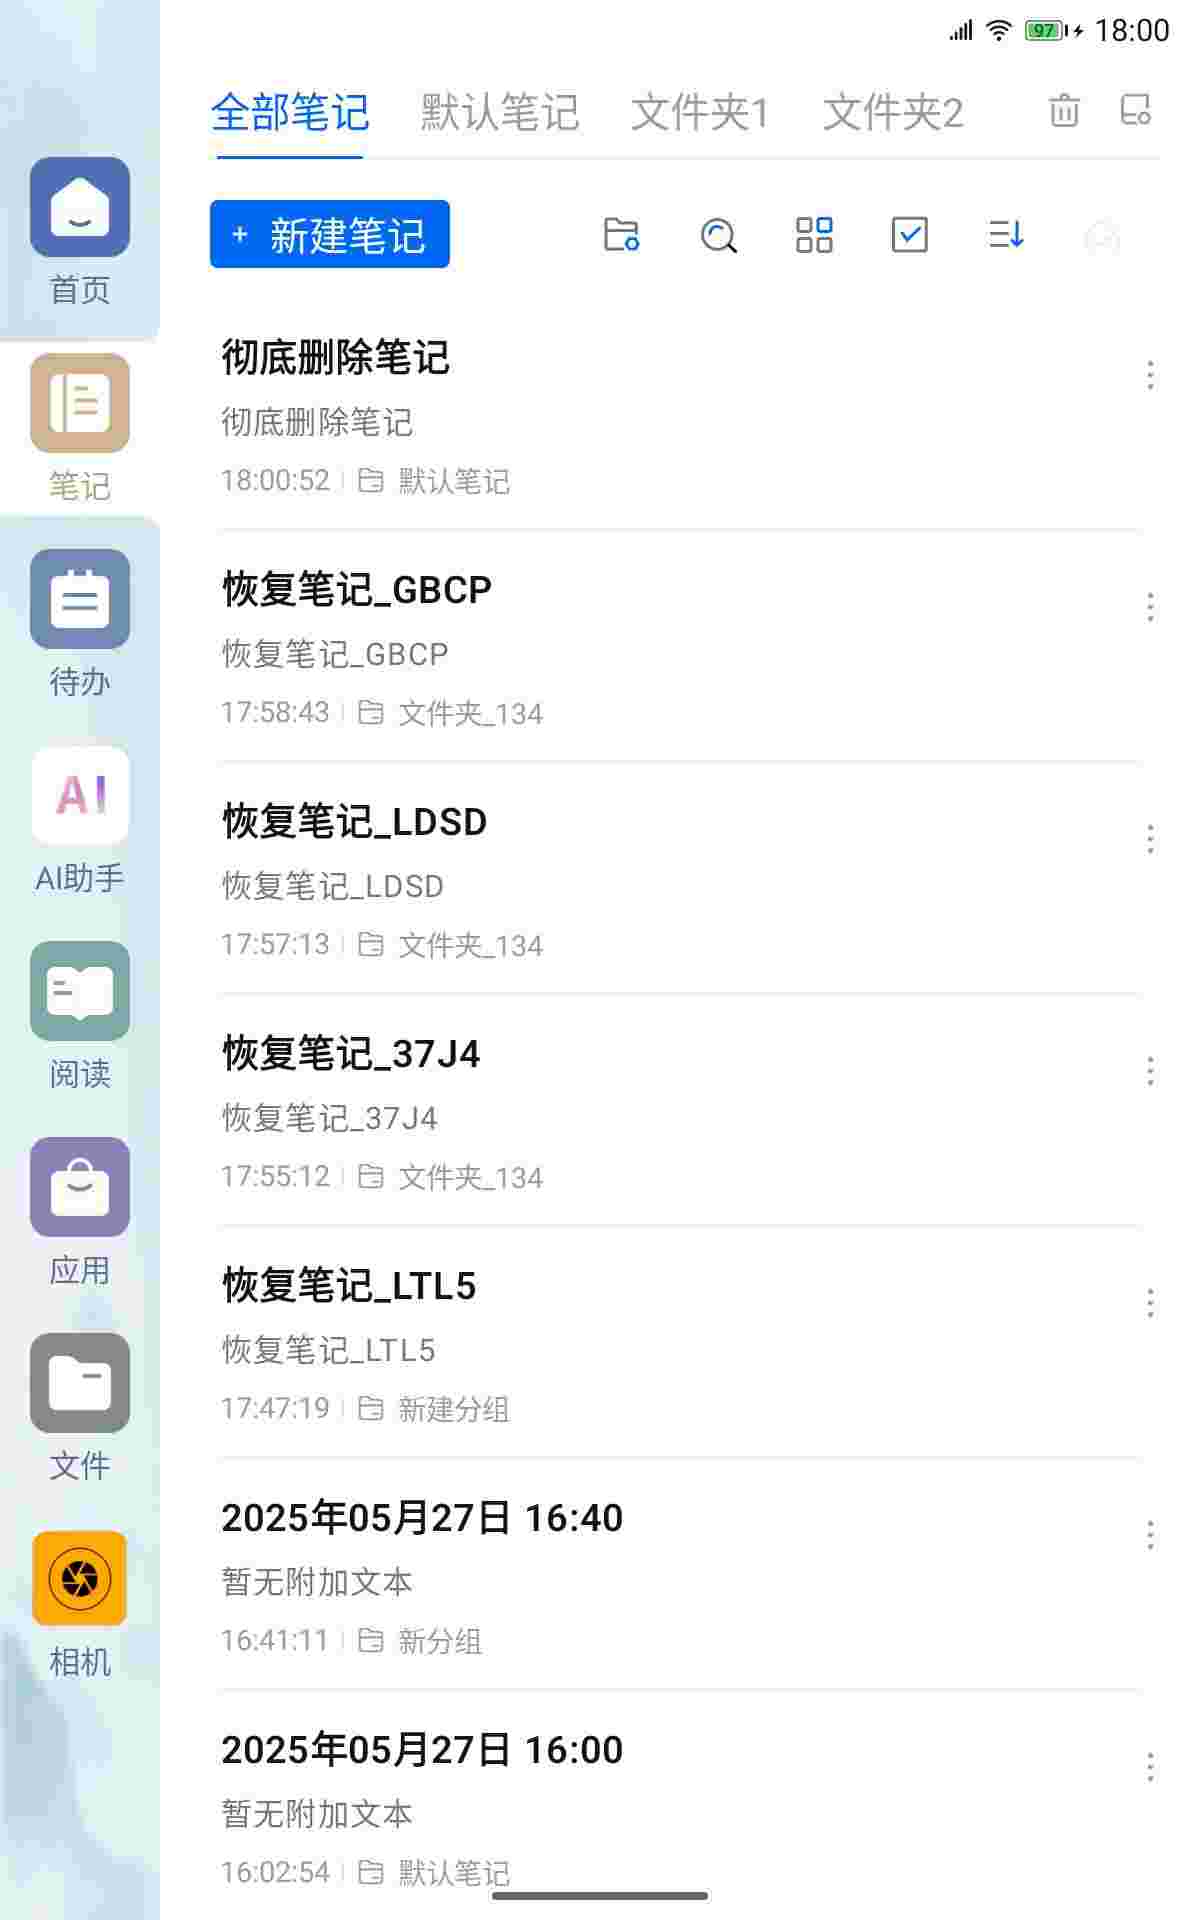 97 18:00
全部笔记 默认笔记 文件夹1 文件夹2
首页
笔记
待办
AI
AI助手
阅读
应用
文件
相机
+ 新建笔记
彻底删除笔记
彻底删除笔记
18:00:52 默认笔记
恢复笔记_GBCP
恢复笔记_GBCP
17:58:43 文件夹_134
恢复笔记_LDSD
恢复笔记_LDSD
17:57:13 文件夹_134
恢复笔记_37J4
恢复笔记_37J4
17:55:12 文件夹_134
恢复笔记_LTL5
恢复笔记_LTL5
17:47:19 新建分组
2025年05月27日 16:40
暂无附加文本
16:41:11 新分组
2025年05月27日 16:00
暂无附加文本
16:02:54 默认笔记